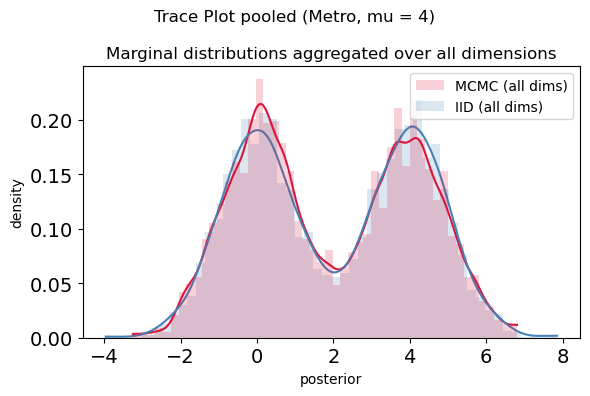 Trace Plot pooled (Metro, mu = 4)
Marginal distributions aggregated over all dimensions
MCMC (all dims)
IID (all dims)
density
0.20
0.15
0.10
0.05
0.00
−4 −2 0 2 4 6 8
posterior